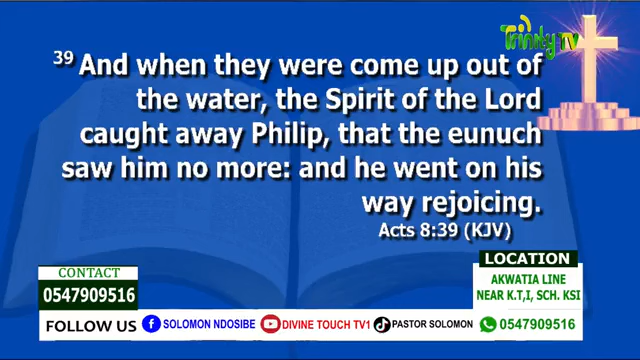 Trinity TV
39 And when they were come up out of
the water, the Spirit of the Lord
caught away Philip, that the eunuch
saw him no more: and he went on his
way rejoicing.
Acts 8:39 (KJV)
CONTACT
0547909516
LOCATION
AKWATIA LINE
NEAR K.T,I, SCH. KSI
FOLLOW US SOLOMON NDOSIBE DIVINE TOUCH TV1 PASTOR SOLOMON 0547909516